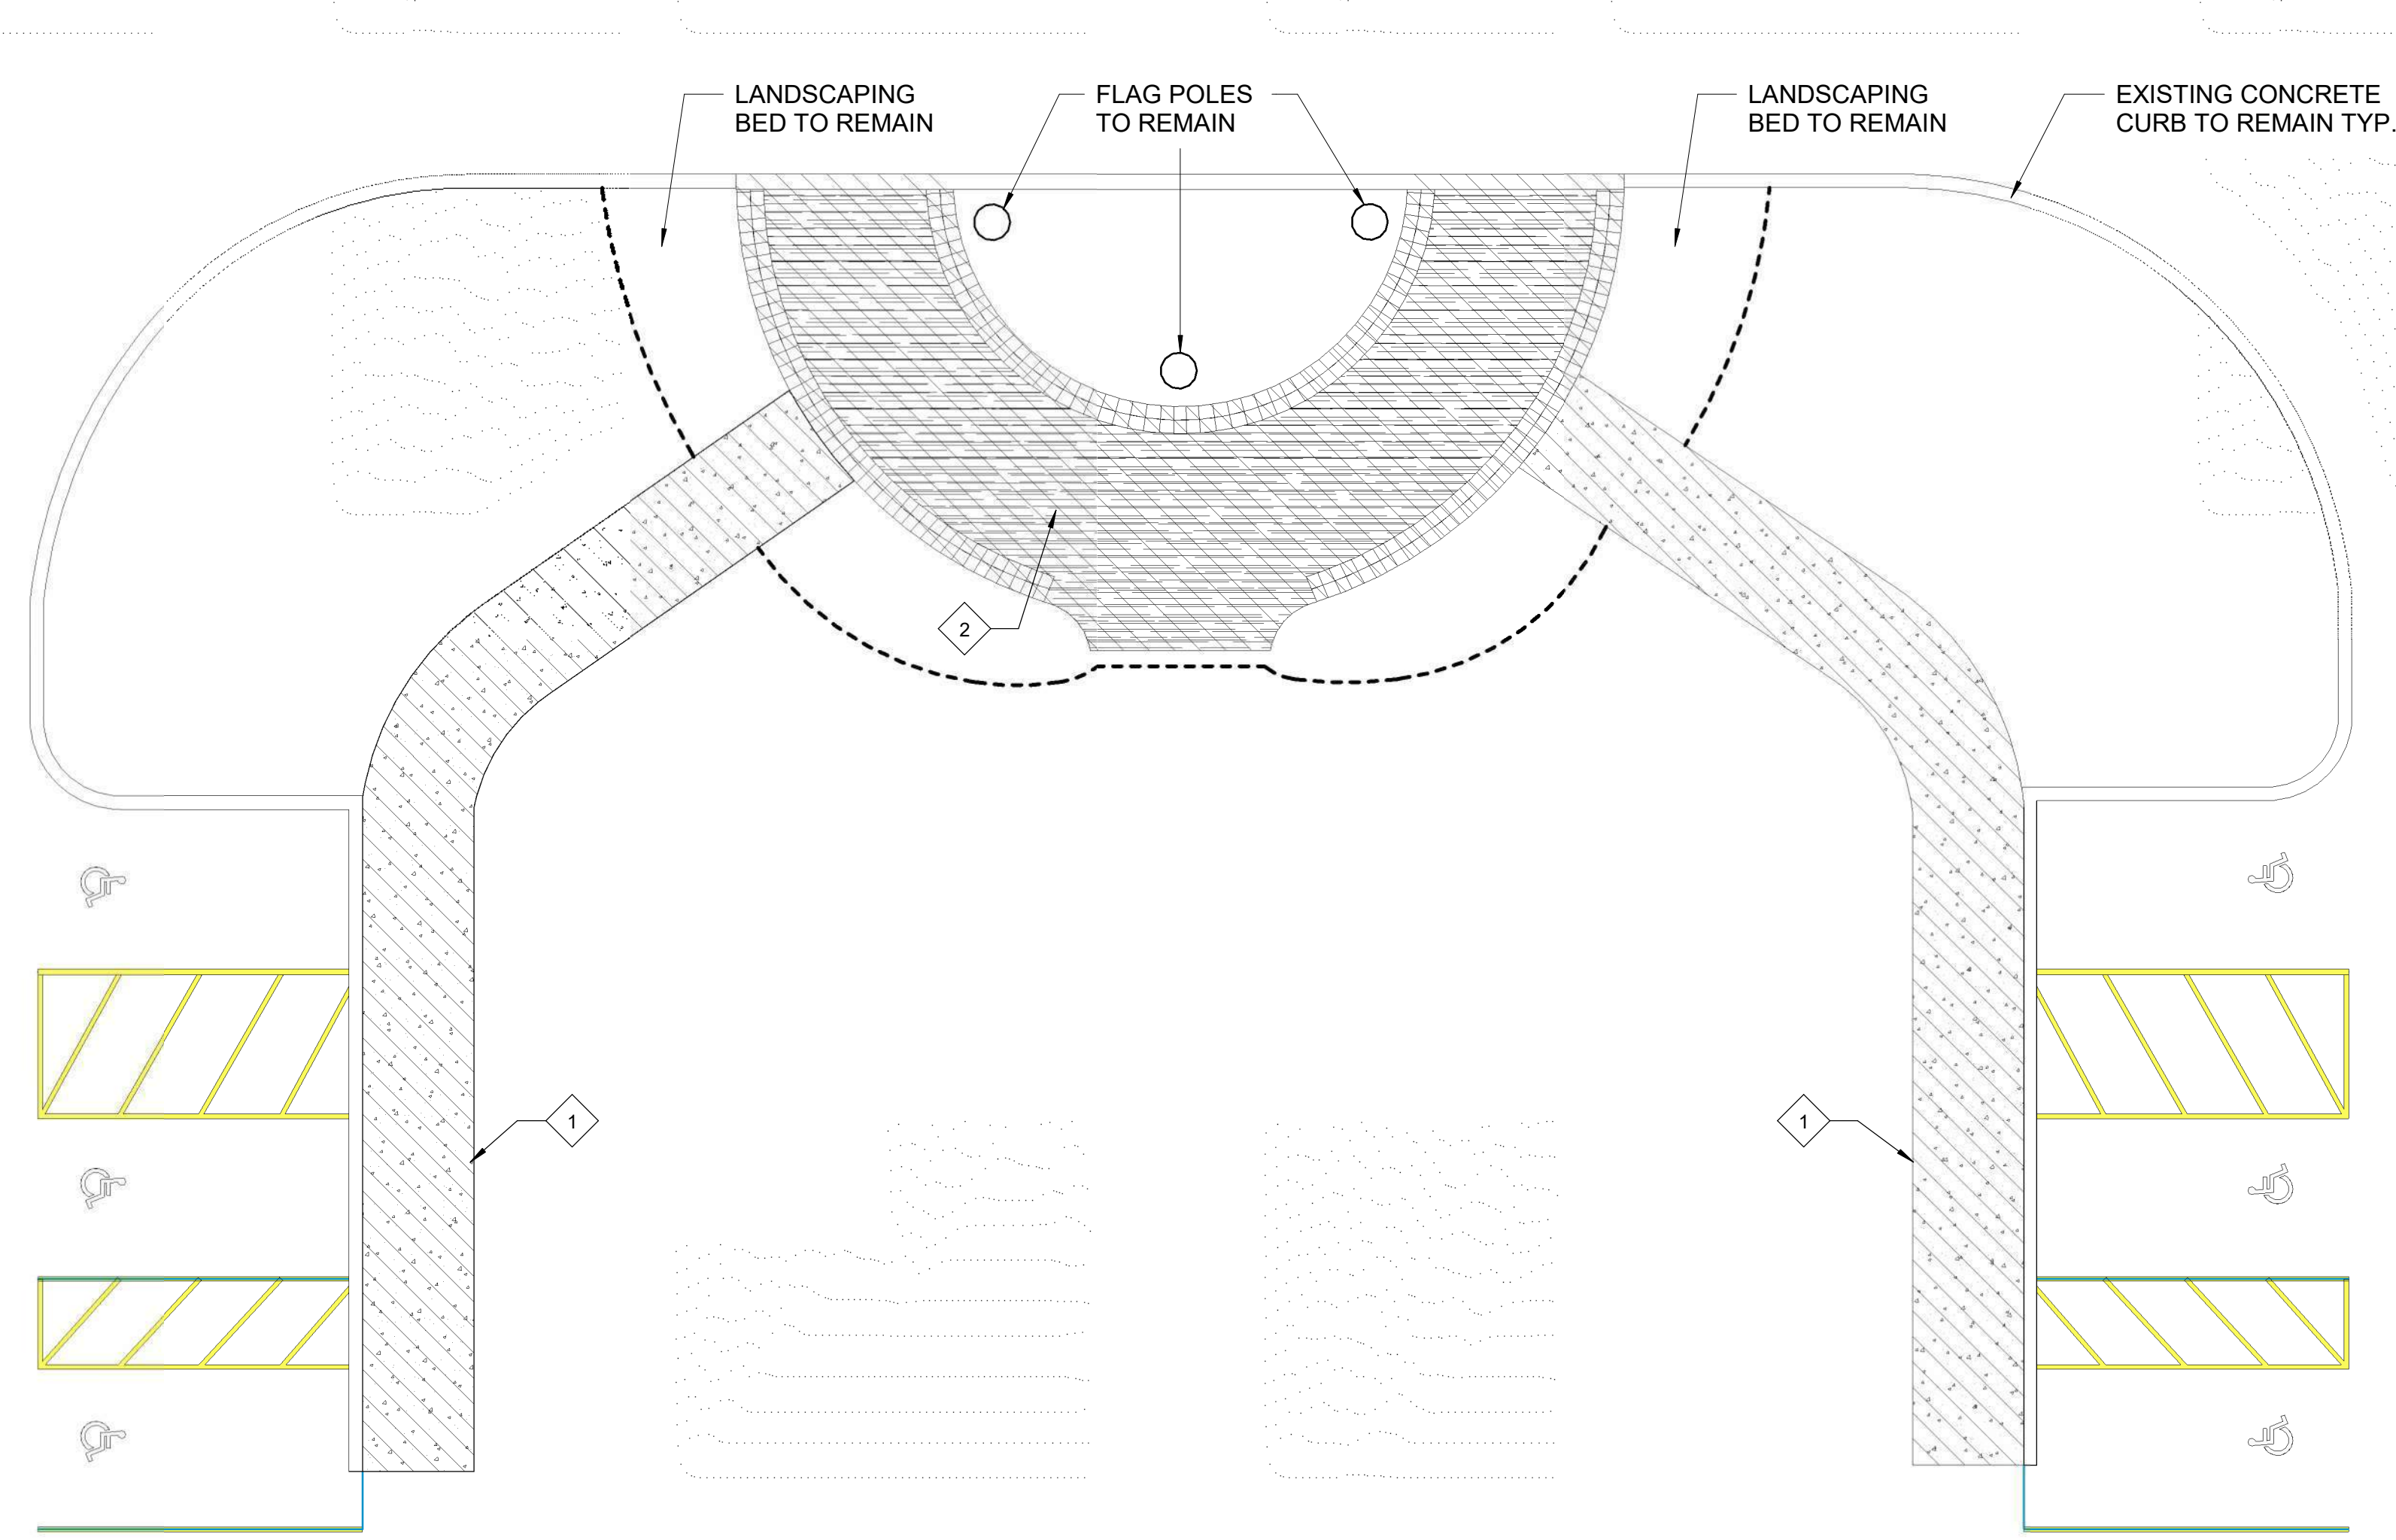 LANDSCAPING
BED TO REMAIN
FLAG POLES
TO REMAIN
LANDSCAPING
BED TO REMAIN
EXISTING CONCRETE
CURB TO REMAIN TYP.
2
1
1